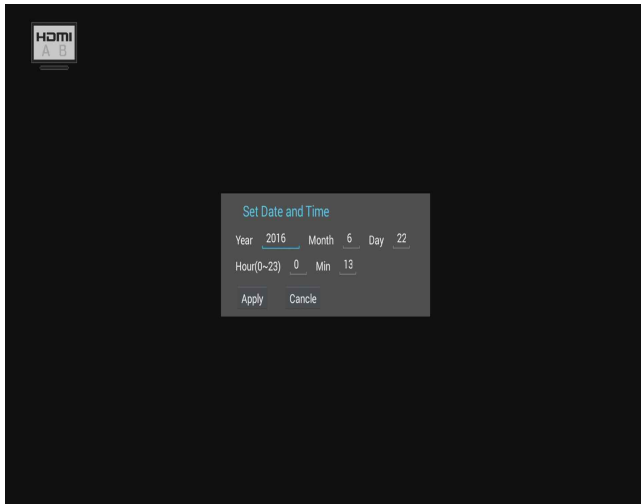 HDMI
A B
Set Date and Time
Year 2016 Month 6 Day 22
Hour(0~23) 0 Min 13
Apply Cancle